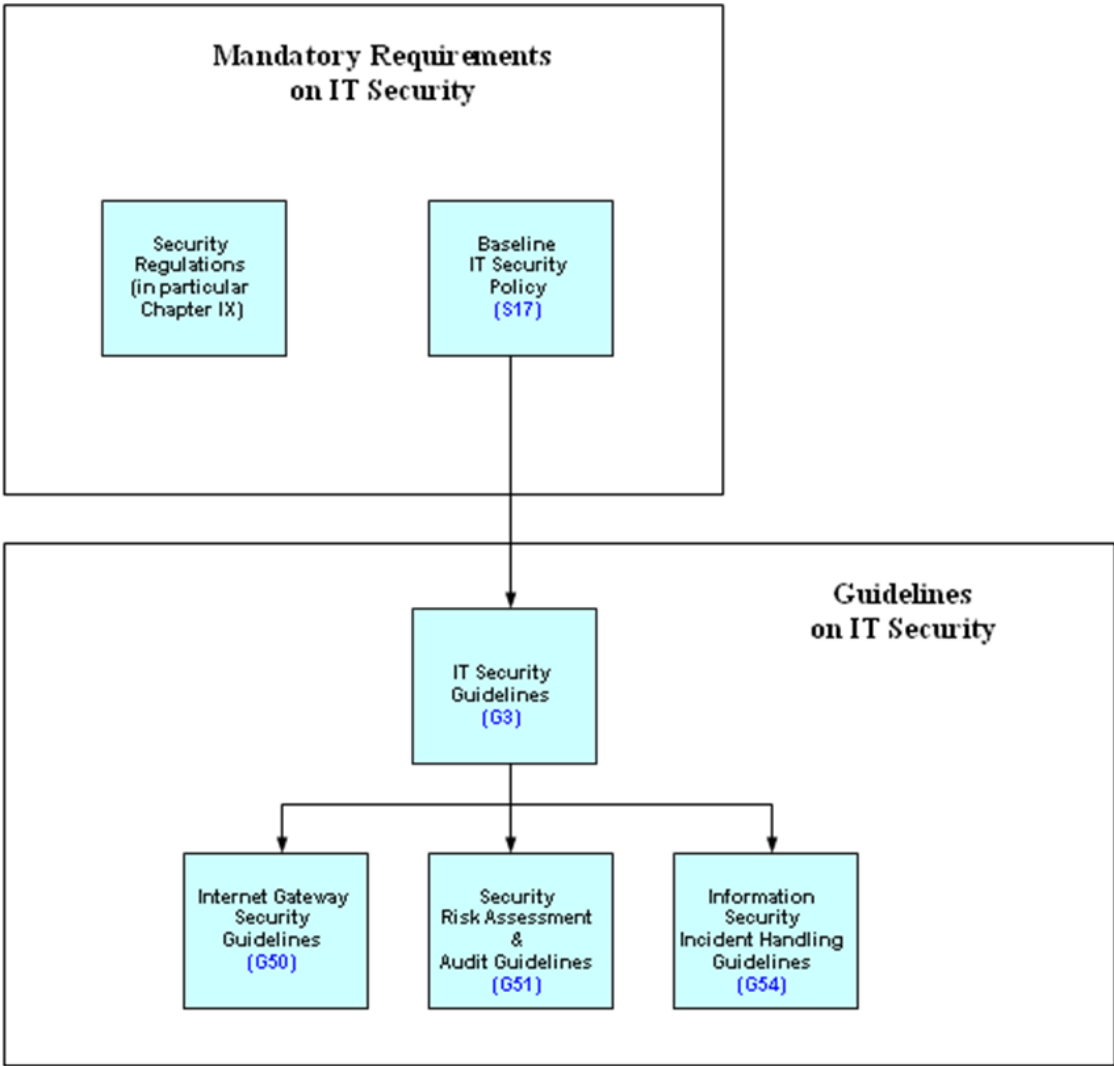 Mandatory Requirements
on IT Security
Security
Regulations
(in particular
Chapter IX)
Baseline
IT Security
Policy
(S17)
Guidelines
on IT Security
IT Security
Guidelines
(G3)
Internet Gateway
Security
Guidelines
(G50)
Security
Risk Assessment
&
Audit Guidelines
(G51)
Information
Security
Incident Handling
Guidelines
(G54)